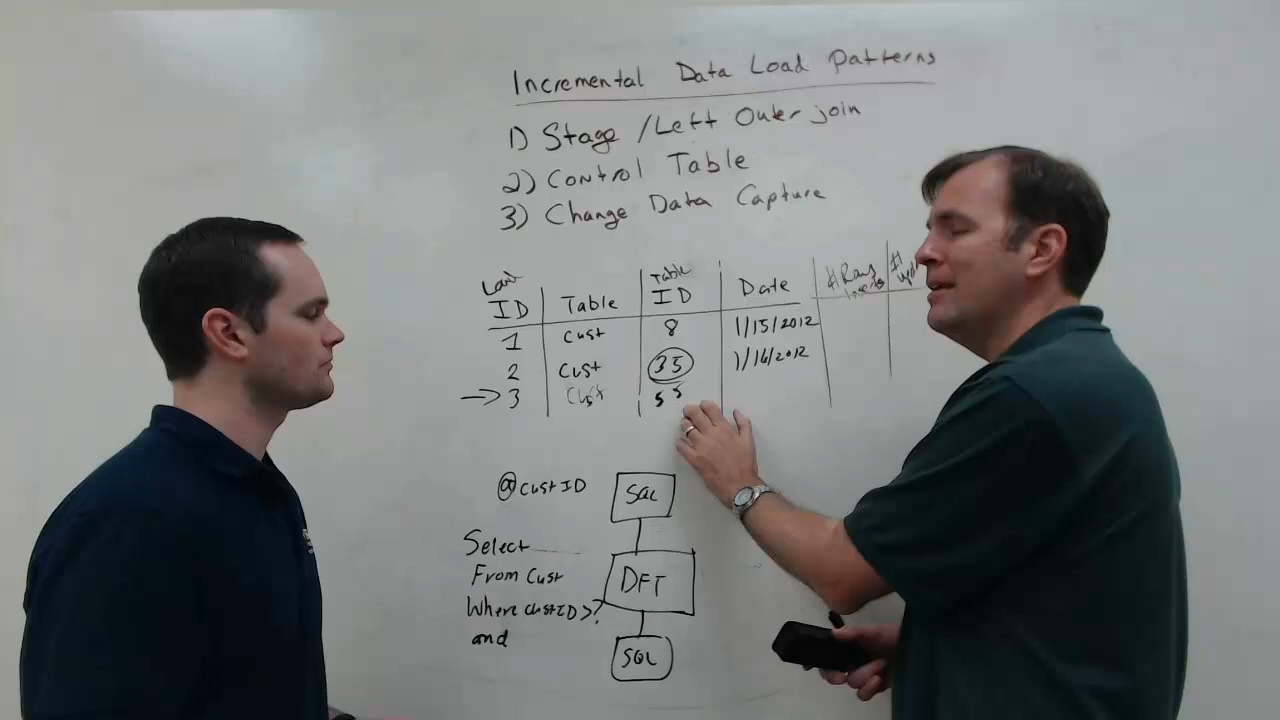 Incremental Data Load Patterns
1) Stage /Left Outer join
2) Control Table
3) Change Data Capture
ID Table Table ID Date # Rows Inserts #
1 Cust 8 1/15/2012
2 Cust 35 1/16/2012
→ 3 Cust 55
@CustID SQL
Select
From Cust DFT
Where CustID >?
and SQL